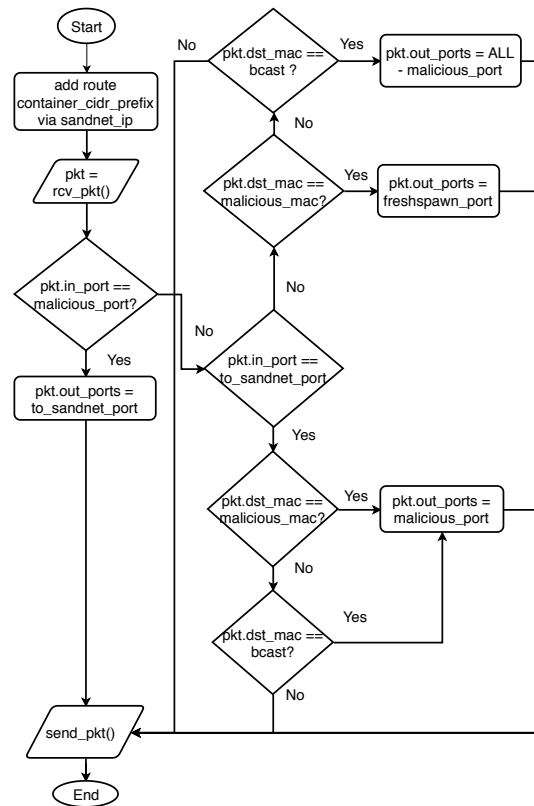 Start
add route
container_cidr_prefix
via sandnet_ip
pkt =
rcv_pkt()
pkt.in_port ==
malicious_port?
No
Yes
pkt.out_ports =
to_sandnet_port
No
pkt.dst_mac ==
bcast ?
Yes
pkt.out_ports = ALL
- malicious_port
No
pkt.dst_mac ==
malicious_mac?
Yes
pkt.out_ports =
freshspawn_port
No
pkt.in_port ==
to_sandnet_port
Yes
pkt.dst_mac ==
malicious_mac?
Yes
pkt.out_ports =
malicious_port
No
pkt.dst_mac ==
bcast?
Yes
No
send_pkt()
End